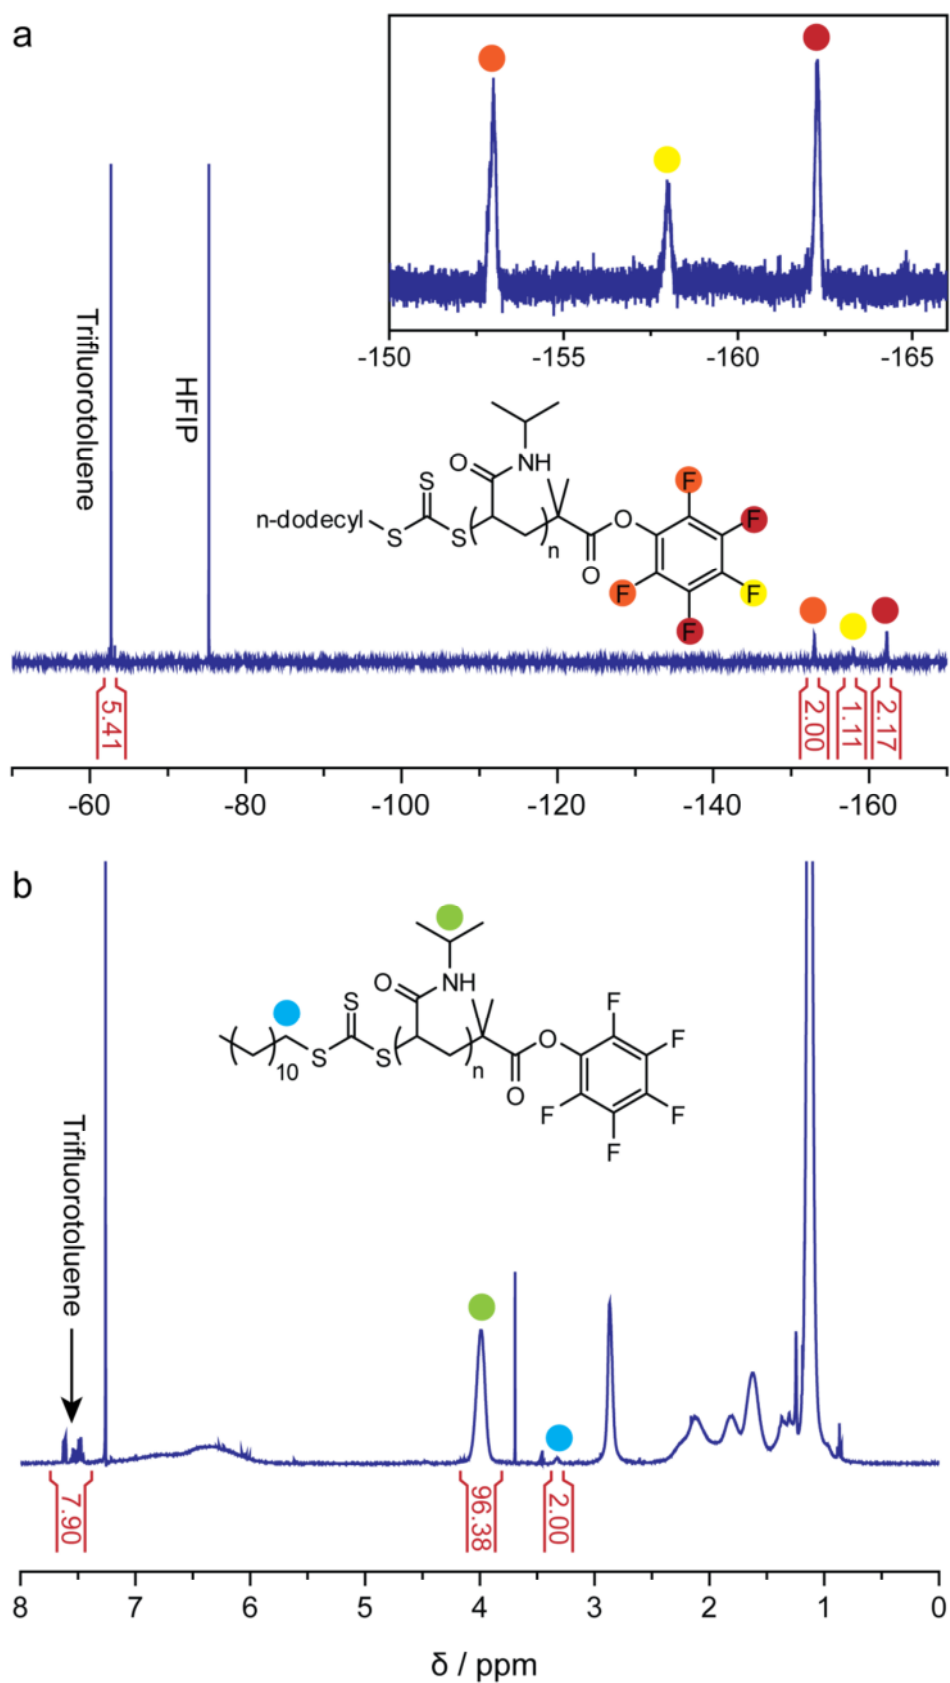 a
-150
-155
-160
-165
Trifluorotoluene
HFIP
n-dodecyl
S
S
S
O
NH
n
O
O
F
F
F
F
F
5.41
2.00
1.11
2.17
-60
-80
-100
-120
-140
-160
b
Trifluorotoluene
10
S
S
S
O
NH
n
O
O
F
F
F
F
F
7.90
96.38
2.00
8
7
6
5
4
3
2
1
0
δ / ppm